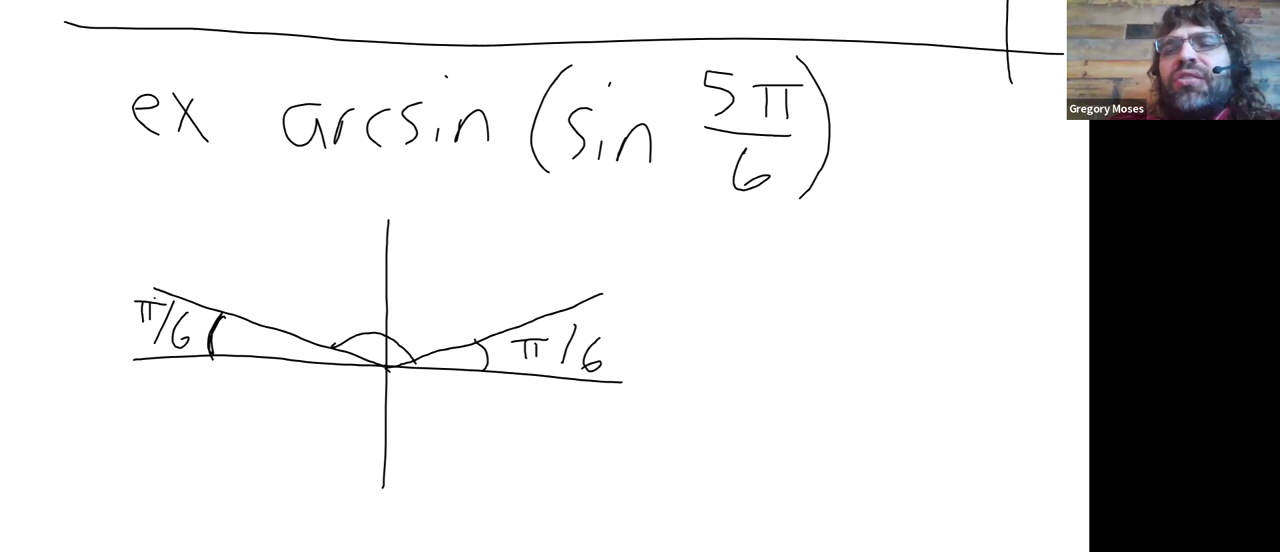 ex arcsin (sin 5π/6)
Gregory Moses
π/6 π/6